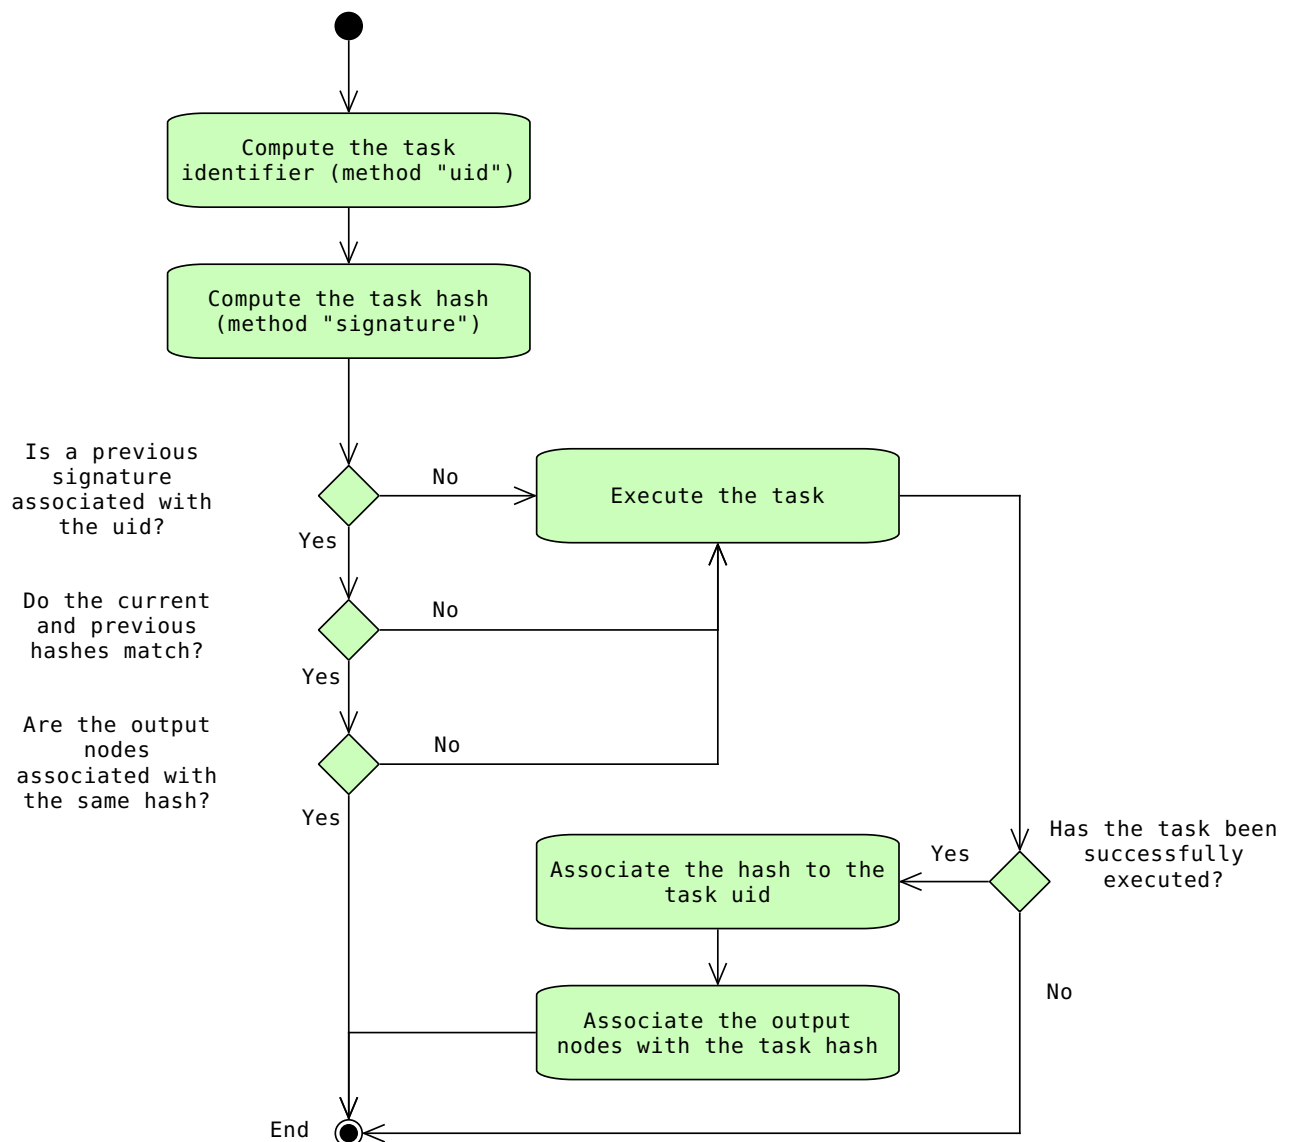 Compute the task
identifier (method "uid")
Compute the task hash
(method "signature")
Is a previous
signature
associated with
the uid?
No
Execute the task
Yes
Do the current
and previous
hashes match?
No
Yes
Are the output
nodes
associated with
the same hash?
No
Yes
Has the task been
successfully
executed?
Yes
Associate the hash to the
task uid
No
Associate the output
nodes with the task hash
End